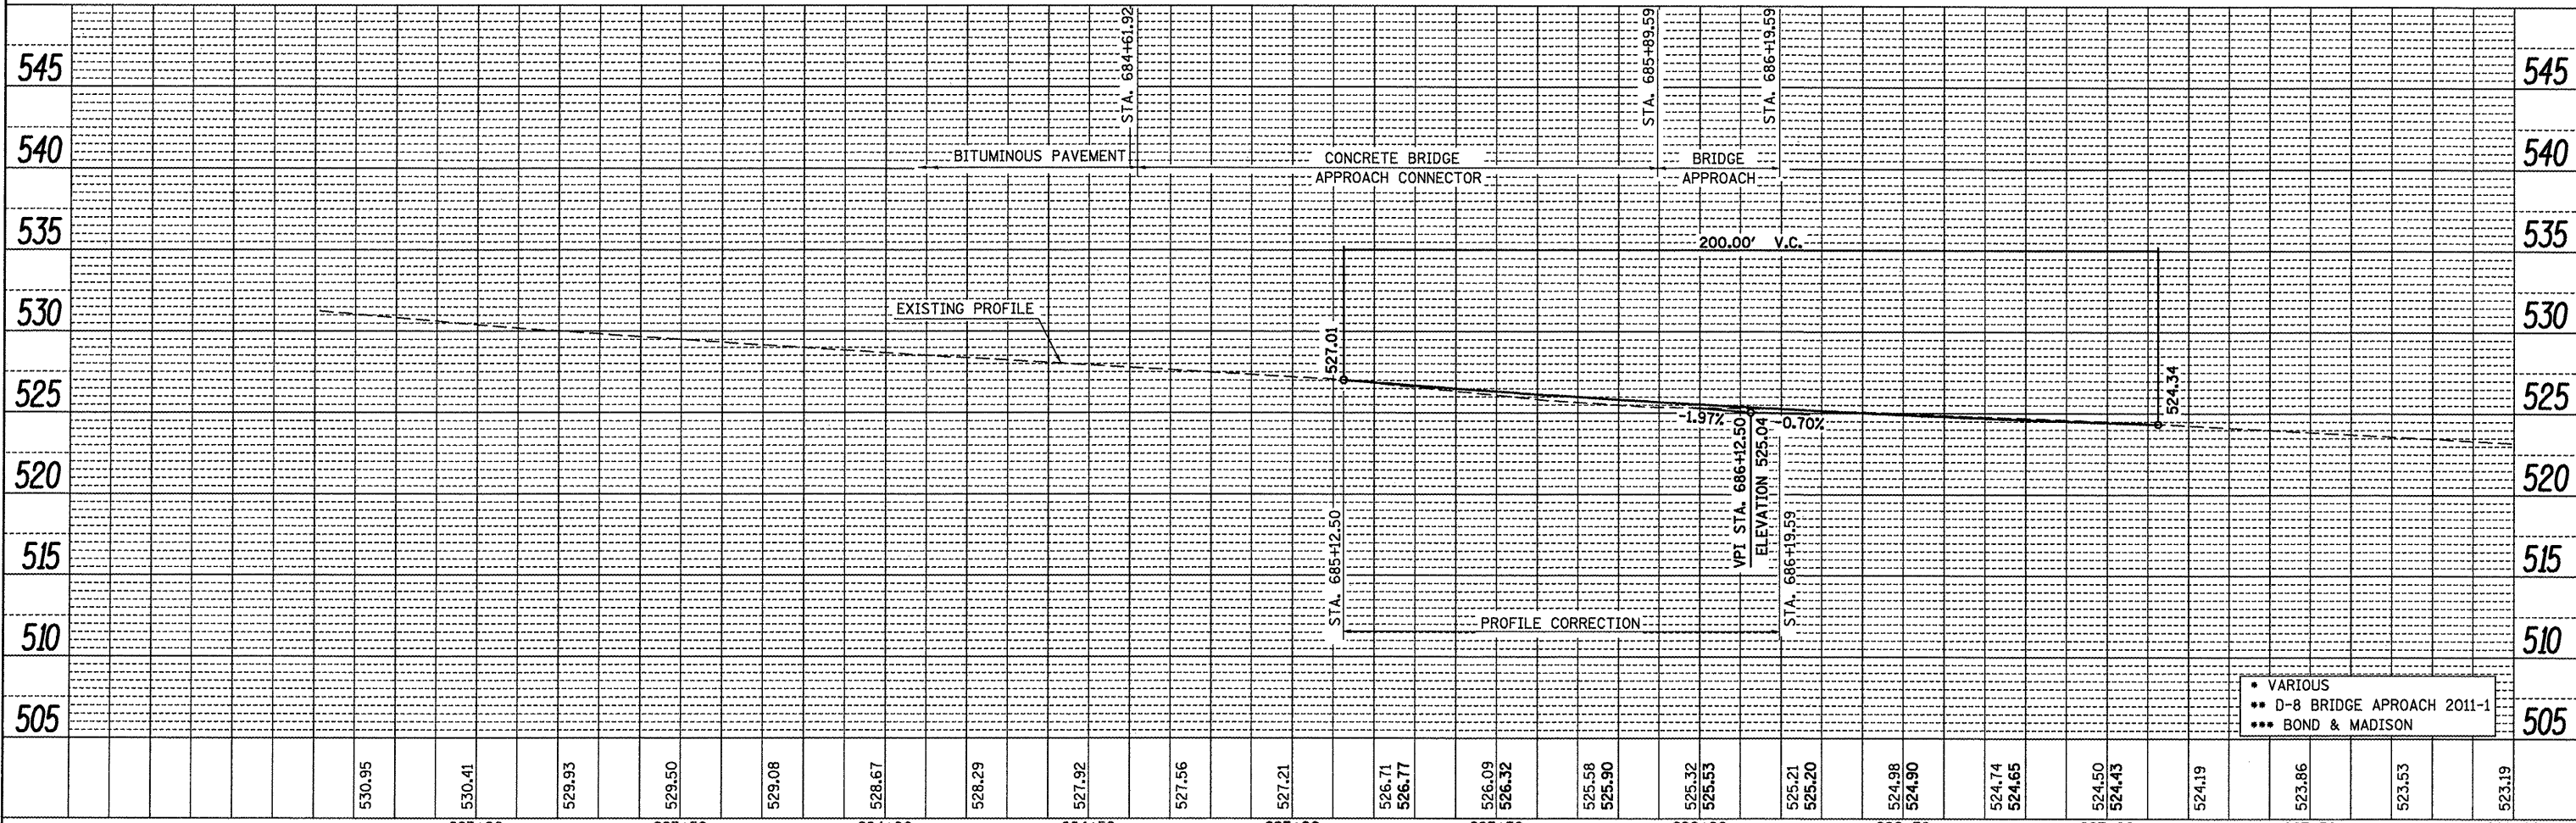 STA. 684+61.92
STA. 685+89.59
STA. 686+19.59
545
545
540
BITUMINOUS PAVEMENT
CONCRETE BRIDGE
APPROACH CONNECTOR
BRIDGE
APPROACH
540
535
200.00' V.C.
535
530
EXISTING PROFILE
530
527.01
525
-1.97%
-0.70%
524.34
525
520
VPI STA. 686+12.50
ELEVATION 525.04
520
515
STA. 685+12.50
STA. 686+19.59
515
510
PROFILE CORRECTION
510
505
* VARIOUS
** D-8 BRIDGE APROACH 2011-1
*** BOND & MADISON
505
530.95
530.41
529.93
529.50
529.08
528.67
528.29
527.92
527.56
527.21
526.71
526.77
526.09
526.32
525.58
525.90
525.32
525.53
525.21
525.20
524.98
524.90
524.74
524.65
524.50
524.43
524.19
523.86
523.53
523.19